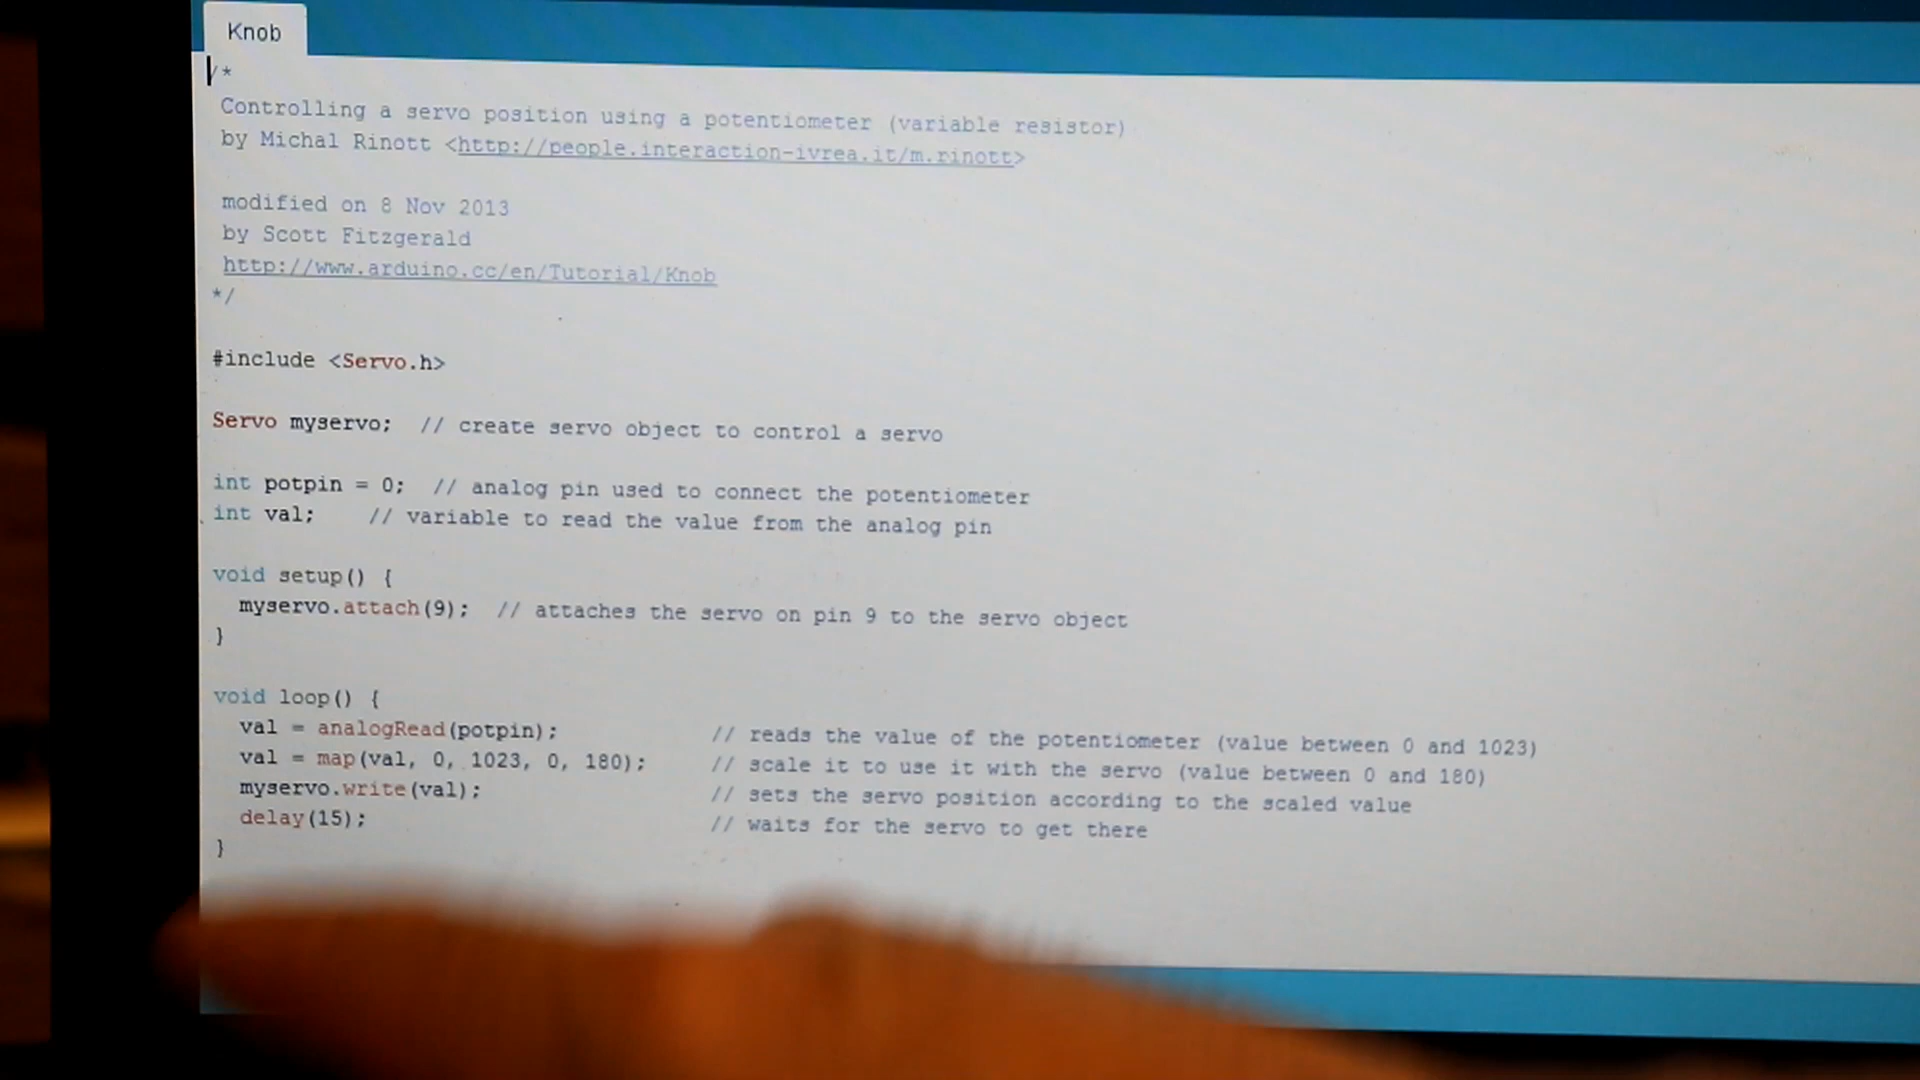 Knob
/*
Controlling a servo position using a potentiometer (variable resistor)
by Michal Rinott <http://people.interaction-ivrea.it/m.rinott>
modified on 8 Nov 2013
by Scott Fitzgerald
http://www.arduino.cc/en/Tutorial/Knob
*/
#include <Servo.h>
Servo myservo;  // create servo object to control a servo
int potpin = 0;  // analog pin used to connect the potentiometer
int val;    // variable to read the value from the analog pin
void setup() {
  myservo.attach(9);  // attaches the servo on pin 9 to the servo object
}
void loop() {
  val = analogRead(potpin);            // reads the value of the potentiometer (value between 0 and 1023)
  val = map(val, 0, 1023, 0, 180);     // scale it to use it with the servo (value between 0 and 180)
  myservo.write(val);                  // sets the servo position according to the scaled value
  delay(15);                           // waits for the servo to get there
}